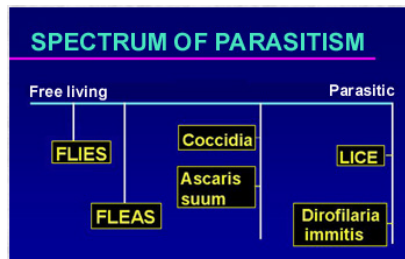 SPECTRUM OF PARASITISM
Free living Parasitic
FLIES
FLEAS
Coccidia
Ascaris
suum
LICE
Dirofilaria
immitis